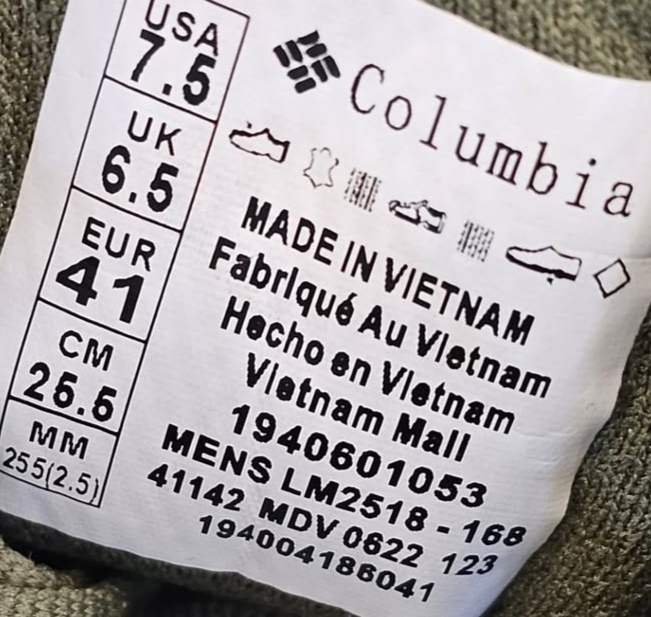 USA
7.5
UK
6.5
EUR
41
CM
25.5
MM
255(2.5)
Columbia
MADE IN VIETNAM
Fabriqué Au Vietnam
Hecho en Vietnam
Vietnam Mall
1940601053
MENS LM2518 - 168
41142 MDV 0622 123
194004186041